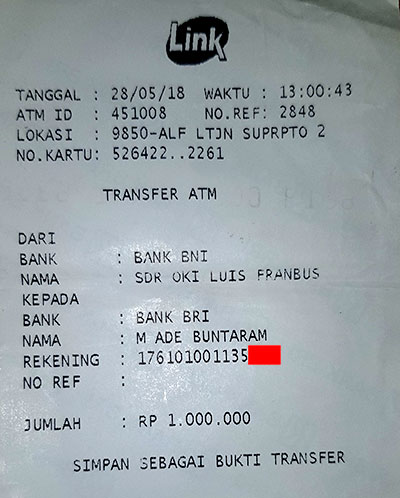 Link
TANGGAL : 28/05/18 WAKTU : 13:00:43
ATM ID : 451008 NO.REF: 2848
LOKASI : 9850-ALF LTJN SUPRPTO 2
NO.KARTU: 526422..2261
TRANSFER ATM
DARI
BANK : BANK BNI
NAMA : SDR OKI LUIS FRANBUS
KEPADA
BANK : BANK BRI
NAMA : M ADE BUNTARAM
REKENING : 176101001135
NO REF :
JUMLAH : RP 1.000.000
SIMPAN SEBAGAI BUKTI TRANSFER